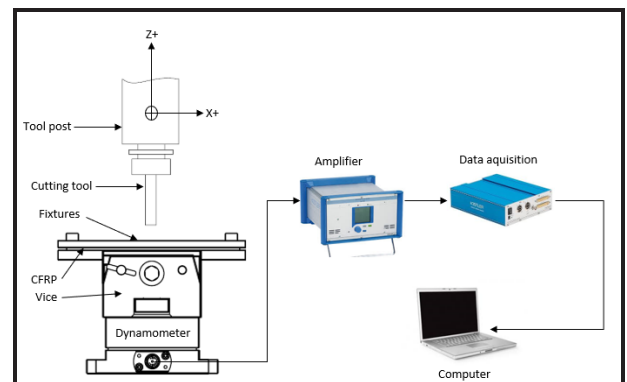 Z+
X+
Tool post
Cutting tool
Fixtures
CFRP
Vice
Dynamometer
Amplifier
Data aquisition
Computer